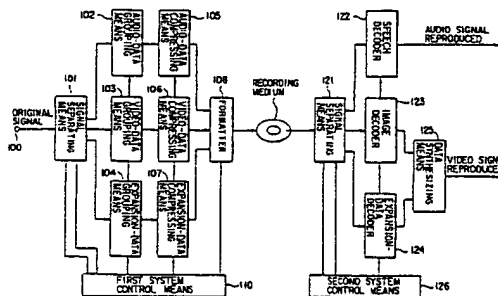 102
AUDIO-DATA
GROUPING
MEANS
105
AUDIO-DATA
COMPRESSING
MEANS
122
SPEECH
DECODER
AUDIO SIGNAL
REPRODUCED
101
SIGNAL
SEPARATING
MEANS
ORIGINAL
SIGNAL
100
103
VIDEO-DATA
GROUPING
MEANS
106
VIDEO-DATA
COMPRESSING
MEANS
108
FORMATTER
RECORDING
MEDIUM
121
SIGNAL
SEPARATING
MEANS
123
IMAGE
DECODER
125
DATA
SYNTHESIZING
MEANS
VIDEO SIGN
REPRODUCE
104
EXPANSION-DATA
GROUPING
MEANS
107
EXPANSION-DATA
COMPRESSING
MEANS
EXPANSION-
DATA
DECODER
124
FIRST SYSTEM
CONTROL MEANS
110
SECOND SYSTEM
CONTROL MEANS
126